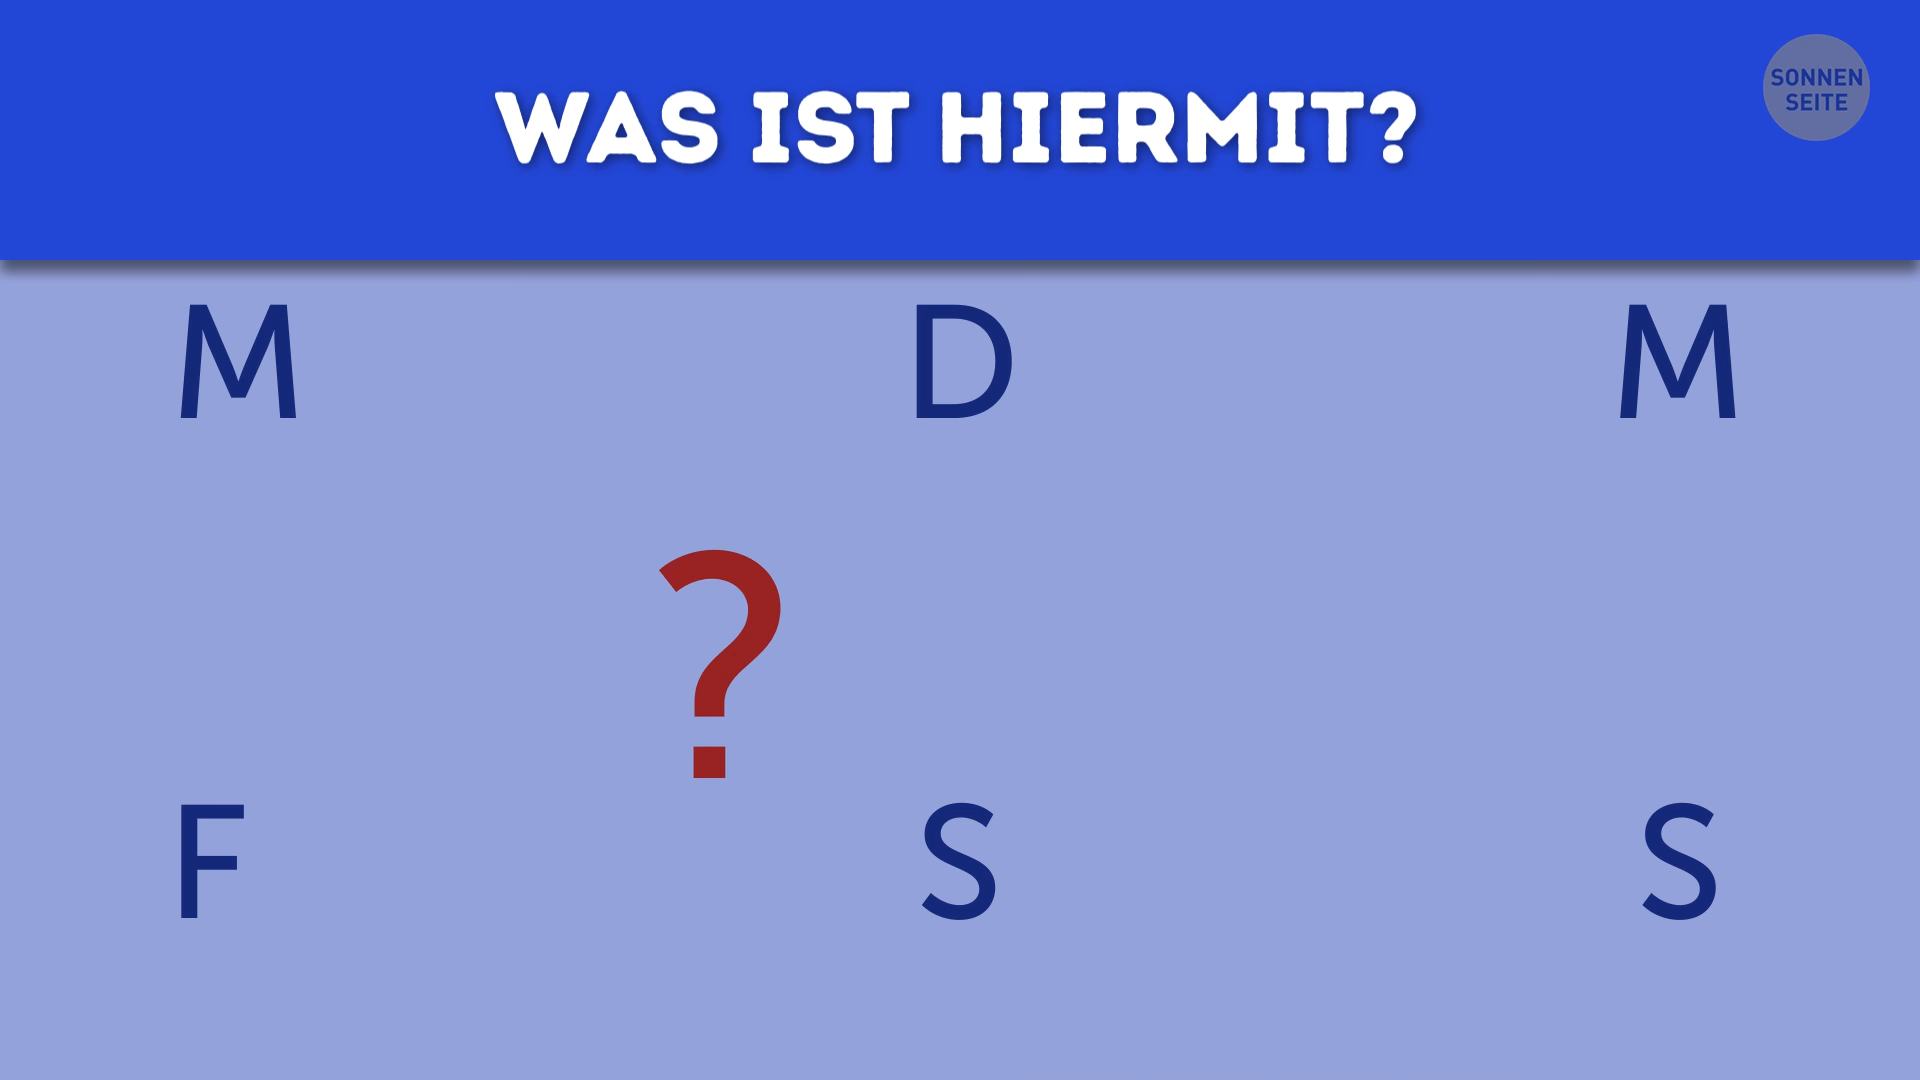 WAS IST HIERMIT?
SONNEN
SEITE
M D M
?
F S S